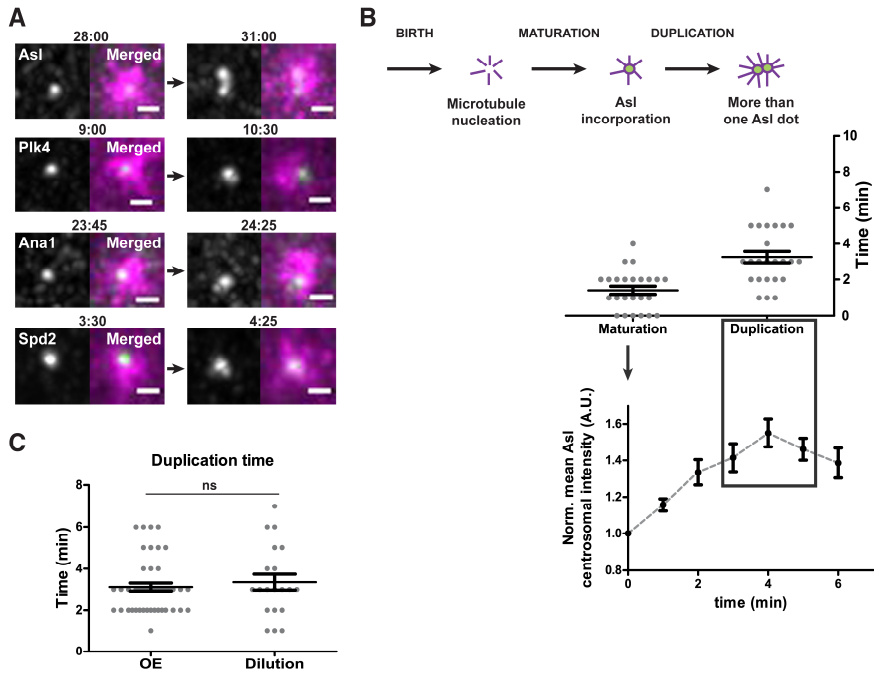 A
28:00
31:00
Asl
Merged
9:00
10:30
Plk4
Merged
23:45
24:25
Ana1
Merged
3:30
4:25
Spd2
Merged
B
BIRTH
MATURATION
DUPLICATION
Microtubule
nucleation
Asl
incorporation
More than
one Asl dot
10
8
6
4
2
0
Time (min)
Maturation
Duplication
Norm. mean Asl
centrosomal intensity (A.U.)
1.6
1.4
1.2
1.0
0.8
0
2
4
6
time (min)
C
Duplication time
ns
8
6
4
2
0
Time (min)
OE
Dilution